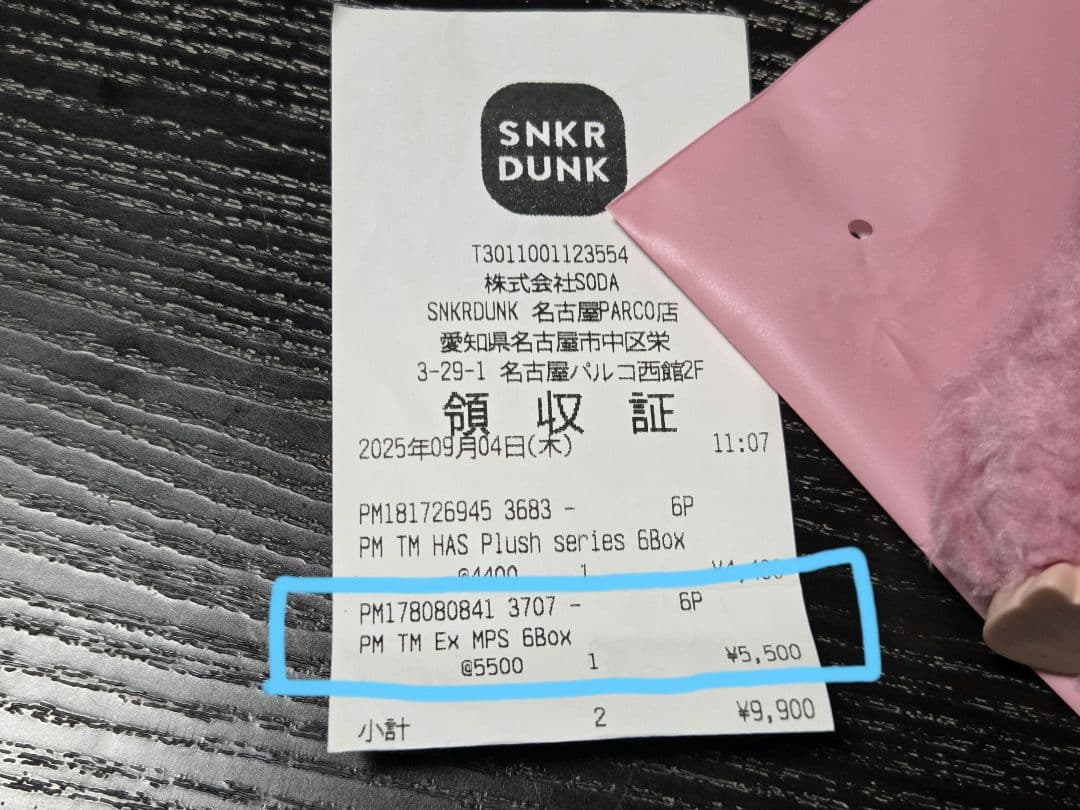 SNKR
DUNK
T3011001123554
株式会社SODA
SNKRDUNK 名古屋PARCO店
愛知県名古屋市中区栄
3-29-1 名古屋パルコ西館2F
領 収 証
2025年09月04日(木) 11:07
PM181726945 3683 - 6P
PM TM HAS Plush series 6Box
@4400 1 ¥4,400
PM178080841 3707 - 6P
PM TM Ex MPS 6Box
@5500 1 ¥5,500
小計 2 ¥9,900